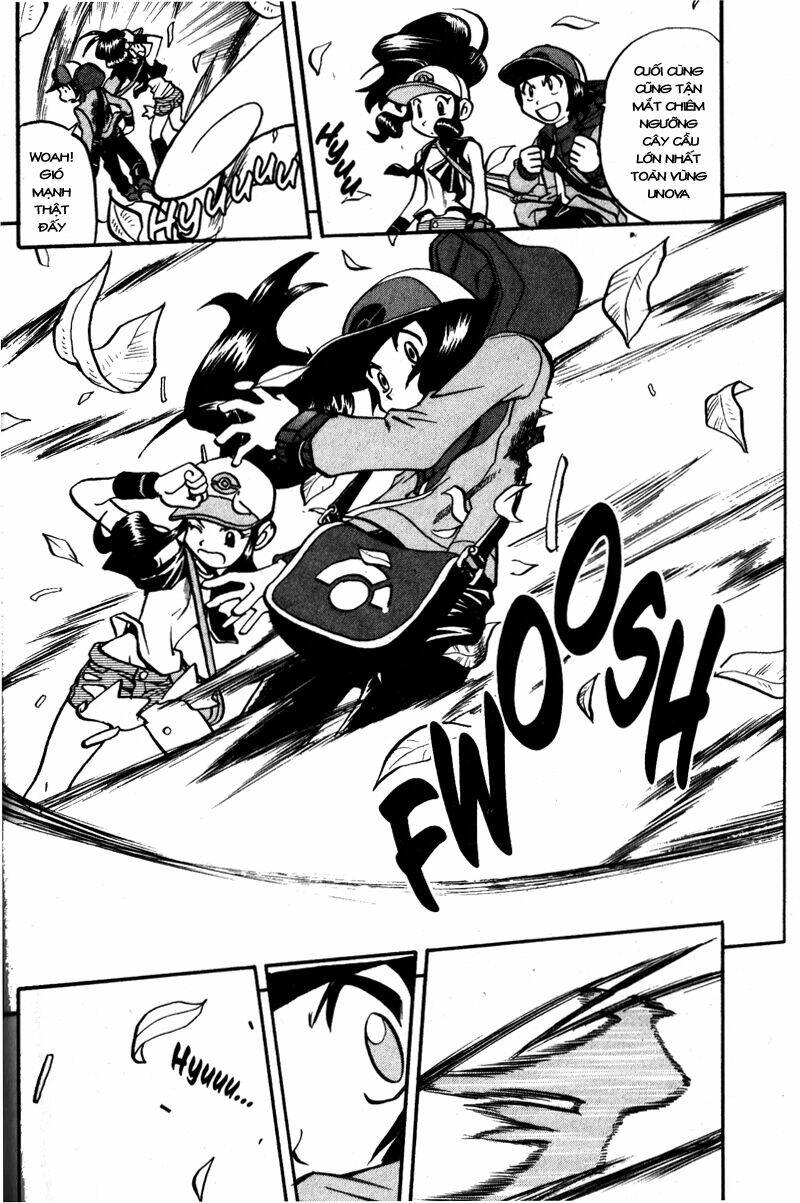 CUỐI CÙNG
CŨNG TẬN
MẮT CHIÊM
NGƯỠNG
CÂY CẦU
LỚN NHẤT
TOÀN VÙNG
UNOVA
HYUU
WOAH!
GIÓ
MẠNH
THẬT
ĐẤY
HYUUUU
FWOOSH
HYUUU...